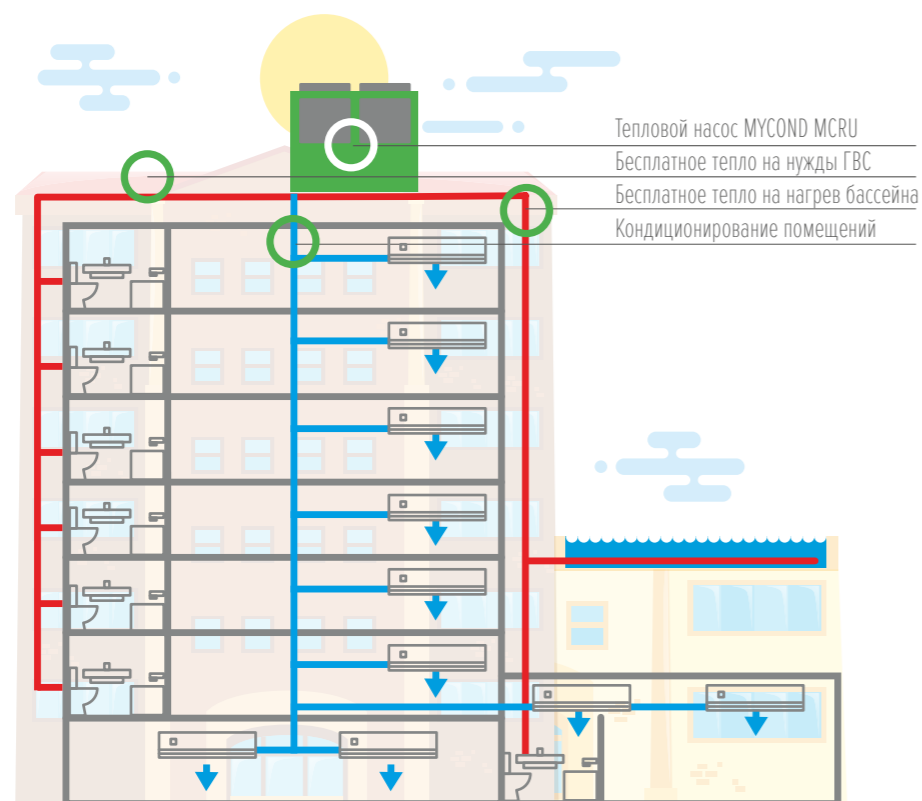 Тепловой насос MYCOND MCRU
Бесплатное тепло на нужды ГВС
Бесплатное тепло на нагрев бассейна
Кондиционирование помещений